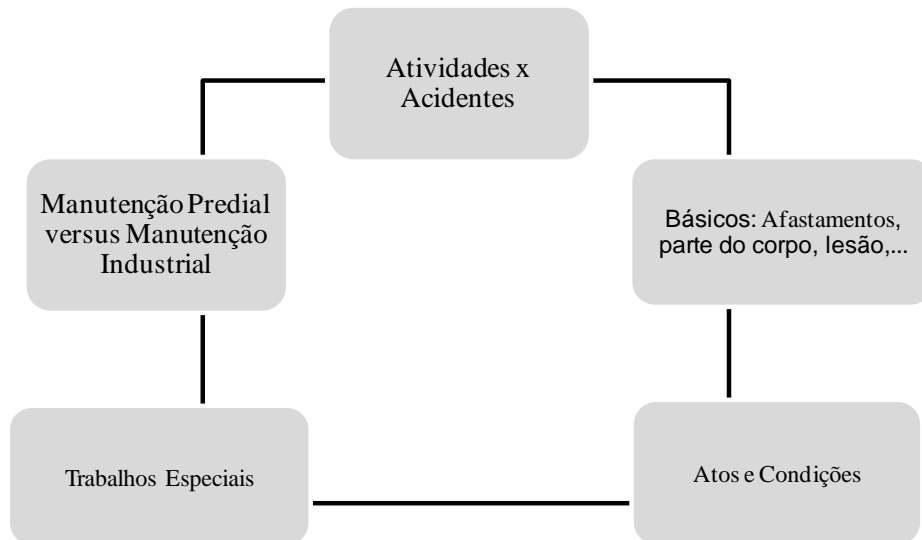 Atividades x
Acidentes
Manutenção Predial
versus Manutenção
Industrial
Básicos: Afastamentos,
parte do corpo, lesão,...
Trabalhos Especiais
Atos e Condições